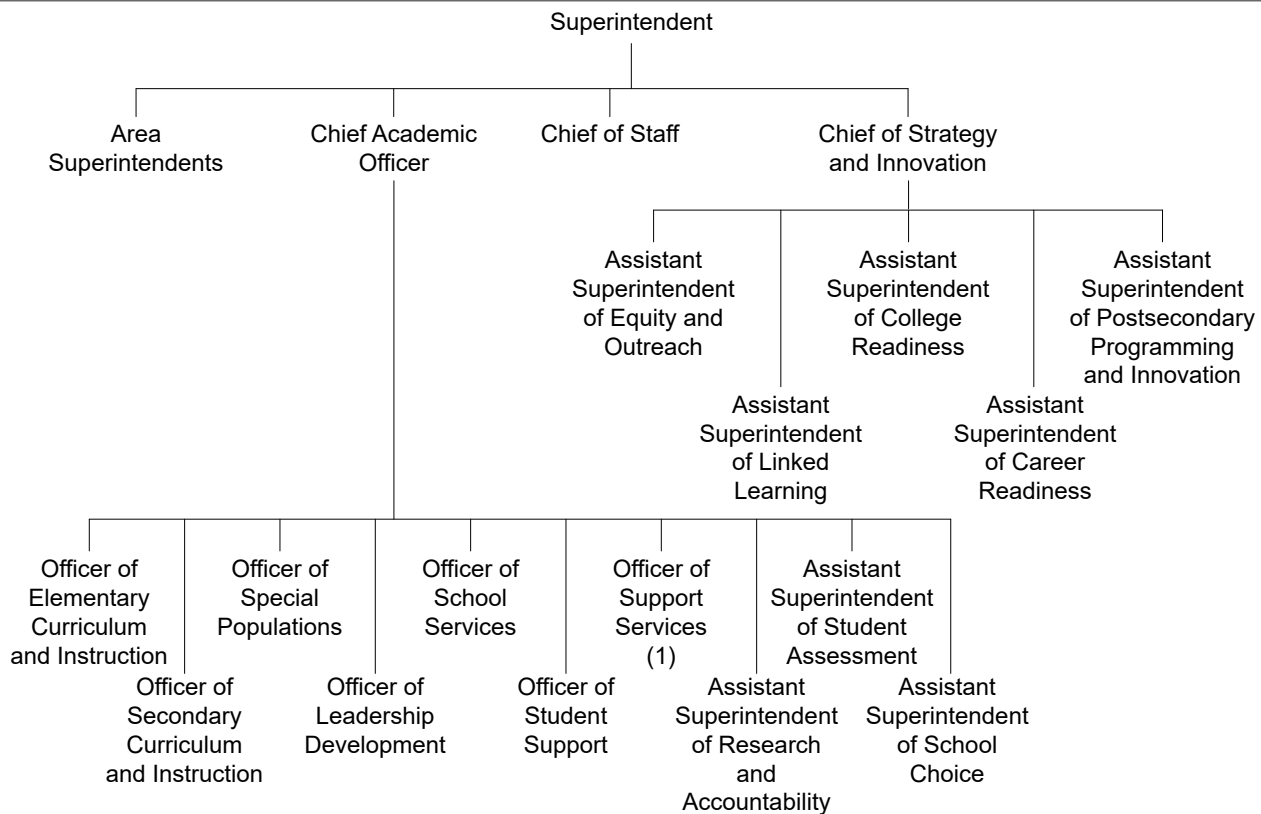 Superintendent
Area
Superintendents
Chief Academic
Officer
Chief of Staff
Chief of Strategy
and Innovation
Assistant
Superintendent
of Equity and
Outreach
Assistant
Superintendent
of College
Readiness
Assistant
Superintendent
of Postsecondary
Programming
and Innovation
Assistant
Superintendent
of Linked
Learning
Assistant
Superintendent
of Career
Readiness
Officer of
Elementary
Curriculum
and Instruction
Officer of
Special
Populations
Officer of
School
Services
Officer of
Support
Services
(1)
Assistant
Superintendent
of Student
Assessment
Officer of
Secondary
Curriculum
and Instruction
Officer of
Leadership
Development
Officer of
Student
Support
Assistant
Superintendent
of Research
and
Accountability
Assistant
Superintendent
of School
Choice